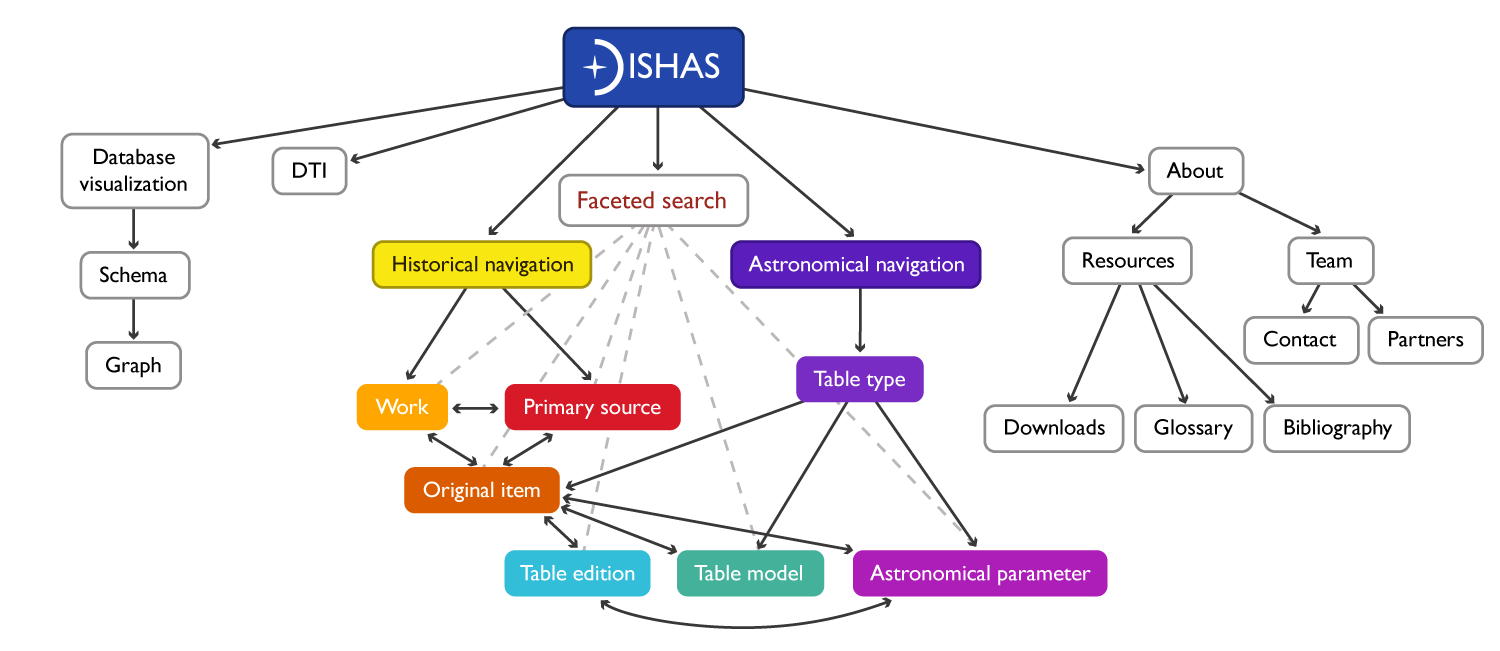 DISHAS
Database
visualization
DTI
About
Faceted search
Historical navigation
Astronomical navigation
Resources
Team
Schema
Contact
Partners
Graph
Table type
Work
Primary source
Downloads
Glossary
Bibliography
Original item
Table edition
Table model
Astronomical parameter